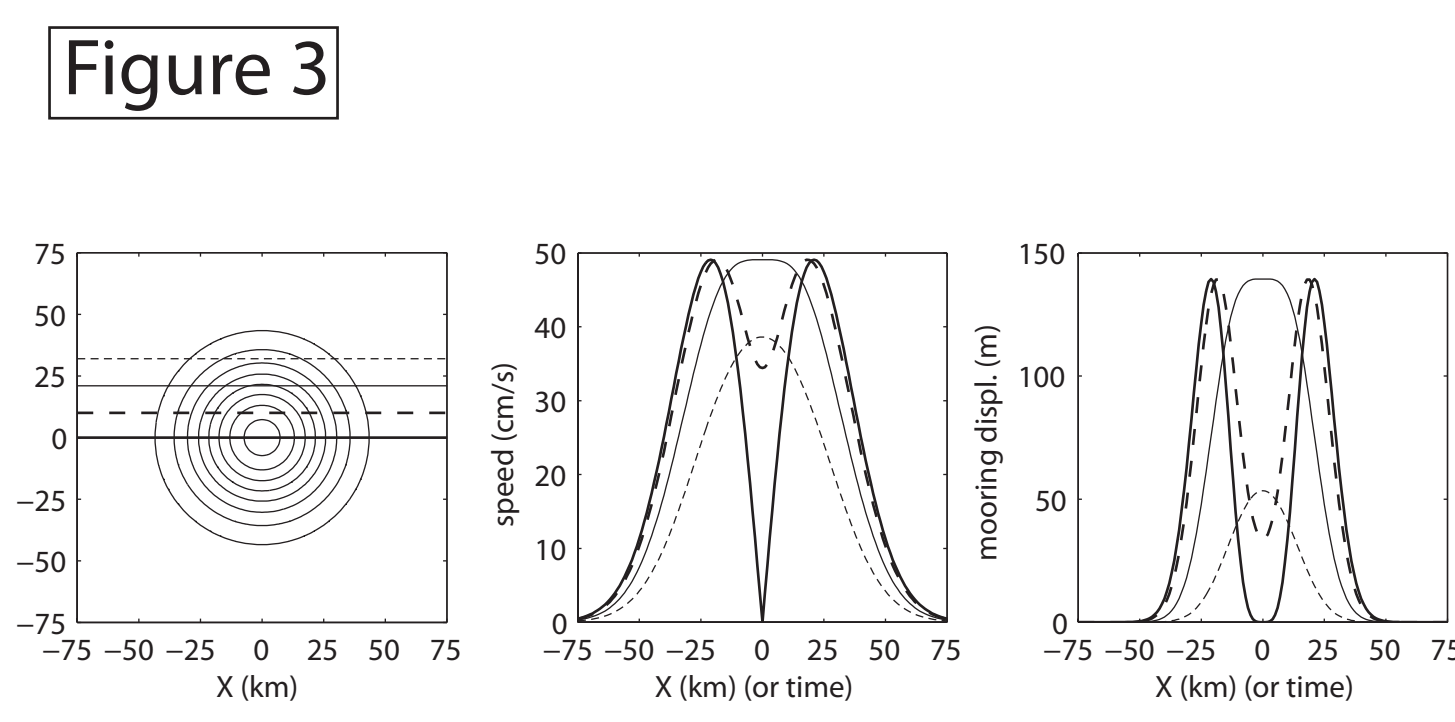 Figure 3
75
50
25
0
−25
−50
−75
−75 −50 −25 0 25 50 75
X (km)
speed (cm/s)
50
40
30
20
10
0
−75 −50 −25 0 25 50 75
X (km) (or time)
mooring displ. (m)
150
100
50
0
−75 −50 −25 0 25 50 75
X (km) (or time)